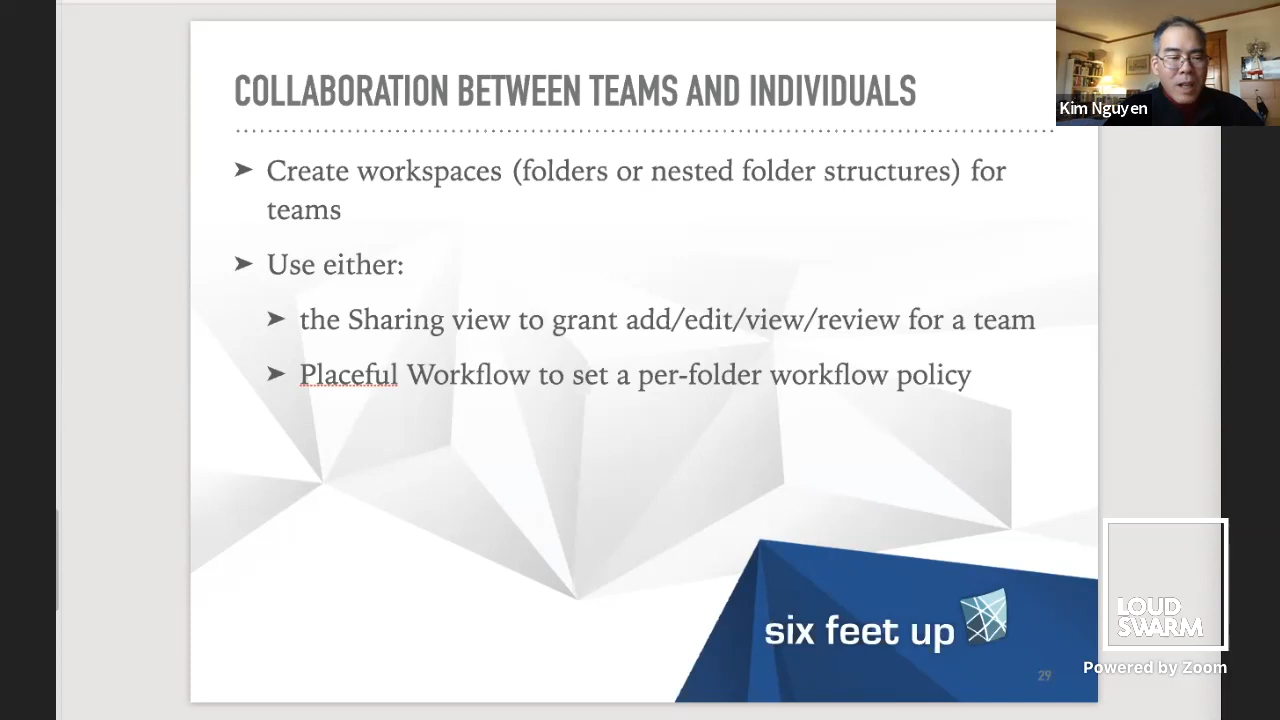 COLLABORATION BETWEEN TEAMS AND INDIVIDUALS
Kim Nguyen
➤ Create workspaces (folders or nested folder structures) for
teams
➤ Use either:
➤ the Sharing view to grant add/edit/view/review for a team
➤ Placeful Workflow to set a per-folder workflow policy
six feet up
29
LOUD
SWARM
Powered by Zoom